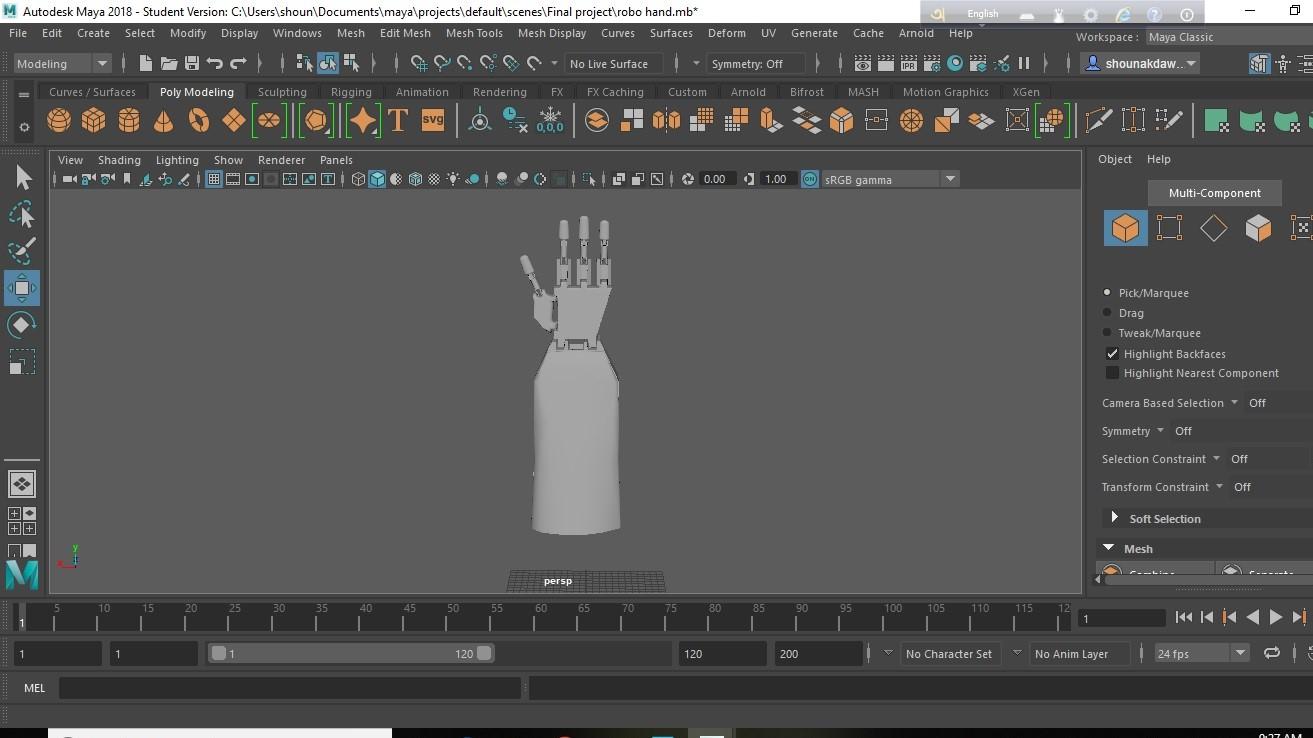 Autodesk Maya 2018 - Student Version: C:\Users\shoun\Documents\maya\projects\default\scenes\Final project\robo hand.mb*
English
File Edit Create Select Modify Display Windows Mesh Edit Mesh Mesh Tools Mesh Display Curves Surfaces Deform UV Generate Cache Arnold Help
Workspace : Maya Classic
Modeling No Live Surface Symmetry: Off shounakdaw...
Curves / Surfaces Poly Modeling Sculpting Rigging Animation Rendering FX FX Caching Custom Arnold Bifrost MASH Motion Graphics XGen
T SVG 0,0,0
View Shading Lighting Show Renderer Panels
0.00 1.00 ON sRGB gamma
Object Help
Multi-Component
Pick/Marquee
Drag
Tweak/Marquee
Highlight Backfaces
Highlight Nearest Component
Camera Based Selection Off
Symmetry Off
Selection Constraint Off
Transform Constraint Off
Soft Selection
Mesh
Combine Separate
y
x
persp
5 10 15 20 25 30 35 40 45 50 55 60 65 70 75 80 85 90 95 100 105 110 115 12
1 1
1 1 1 120 120 200 No Character Set No Anim Layer 24 fps
MEL
9:27 AM